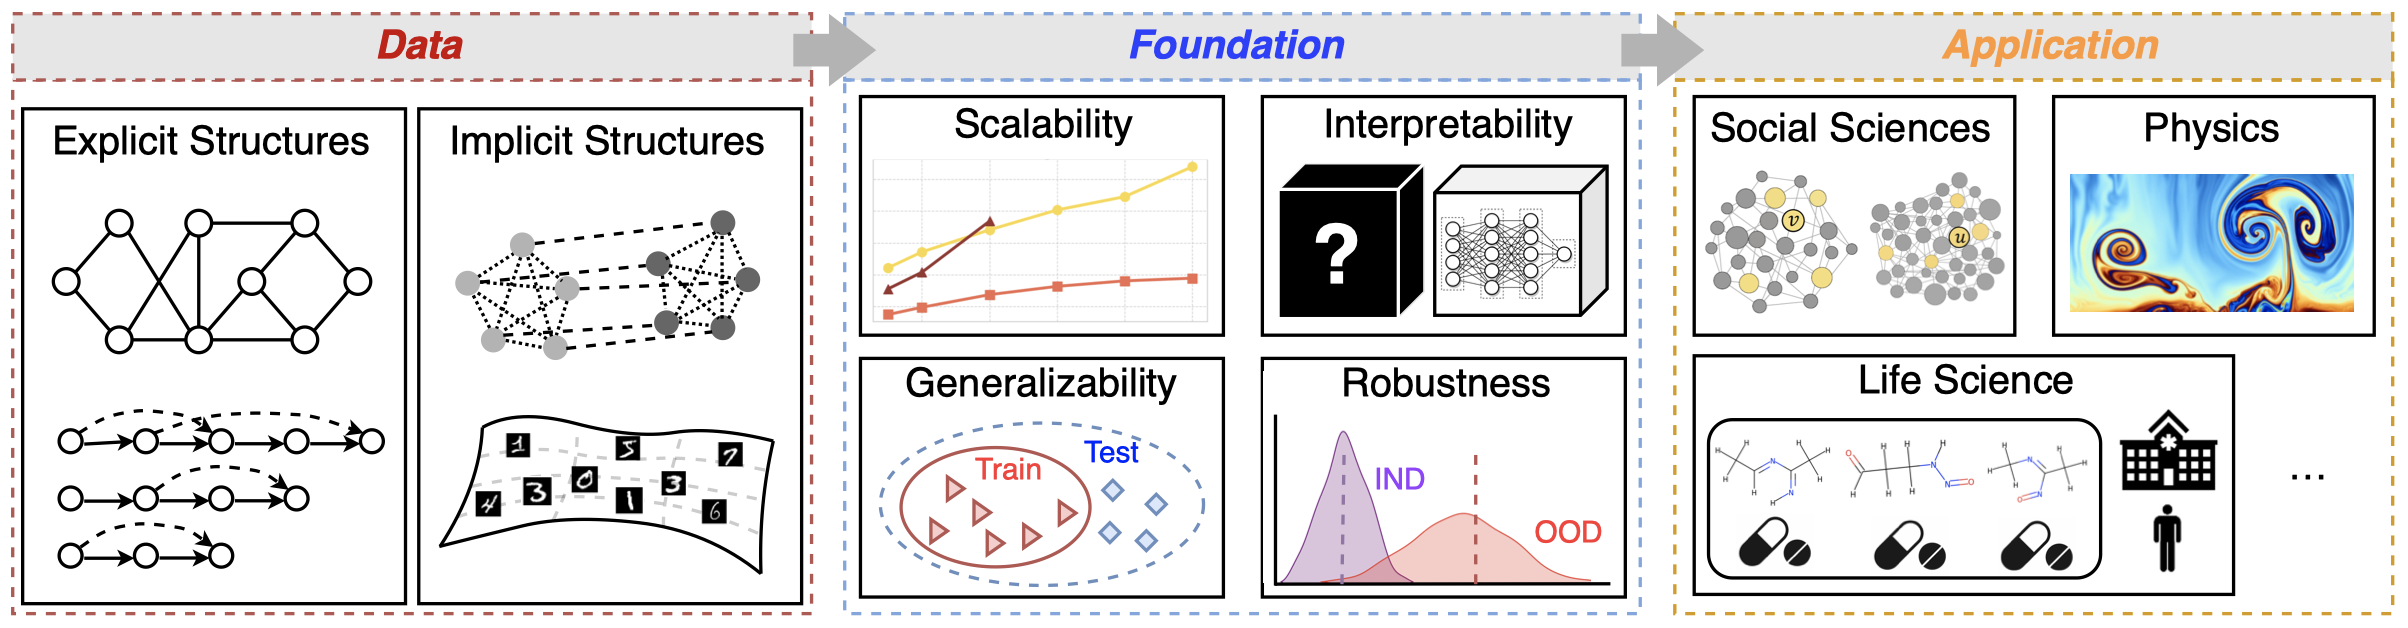 Data
Explicit Structures
Implicit Structures
1
5
7
4
3
0
1
3
6
Foundation
Scalability
Interpretability
?
Generalizability
Train
Test
Robustness
IND
OOD
Application
Social Sciences
v
u
Physics
Life Science
H
H
H
N
H
H
N
H
O
H
H
H
H
H
N
N
O
H
H
N
H
H
O
N
H
...